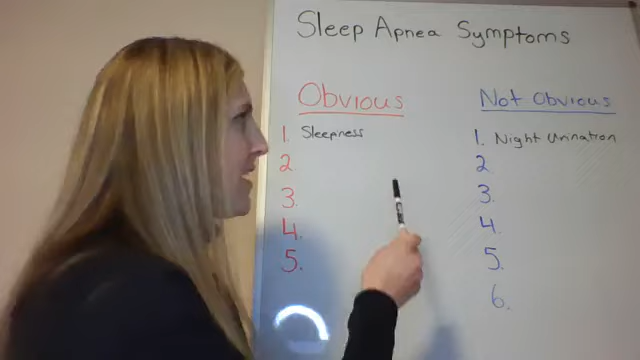 Sleep Apnea Symptoms
Obvious
1. Sleepness
2.
3.
4.
5.
Not Obvious
1. Night Urination
2
3.
4.
5.
6.